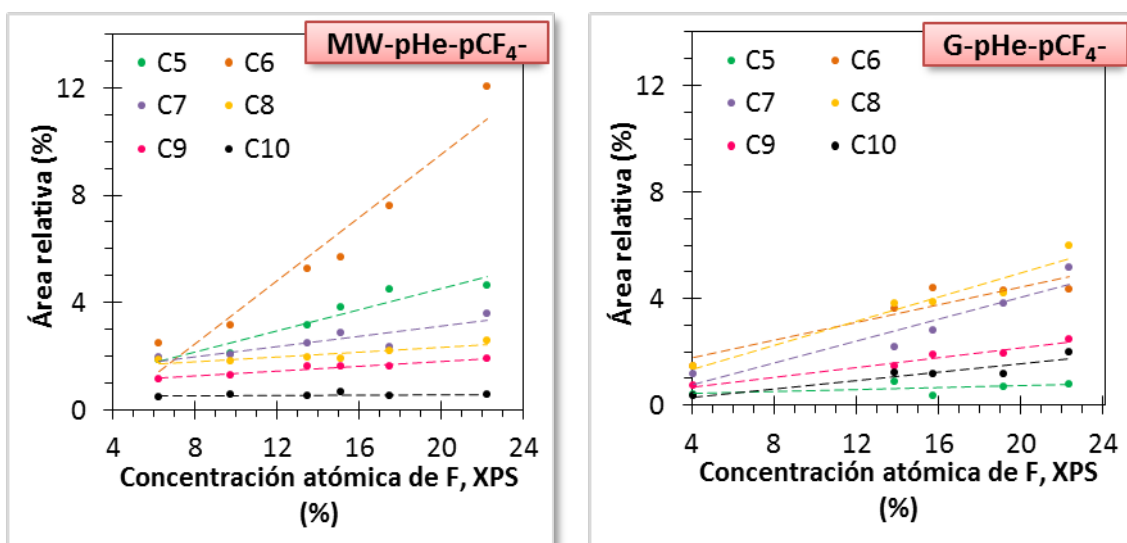 MW-pHe-pCF₄-
C5 C6
C7 C8
C9 C10
Área relativa (%)
12
8
4
0
4 8 12 16 20 24
Concentración atómica de F, XPS
(%)
G-pHe-pCF₄-
C5 C6
C7 C8
C9 C10
Área relativa (%)
12
8
4
0
4 8 12 16 20 24
Concentración atómica de F, XPS
(%)